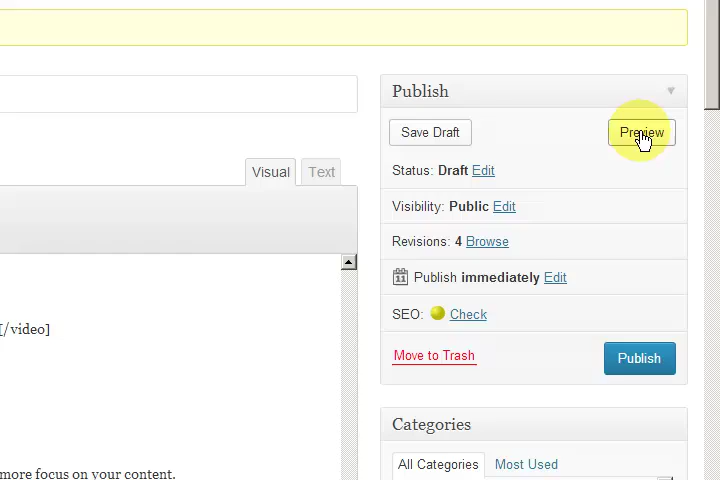 Publish
Save Draft Preview
Visual Text
Status: Draft Edit
Visibility: Public Edit
Revisions: 4 Browse
11 Publish immediately Edit
SEO: Check
[/video]
Move to Trash Publish
Categories
All Categories Most Used
more focus on your content.